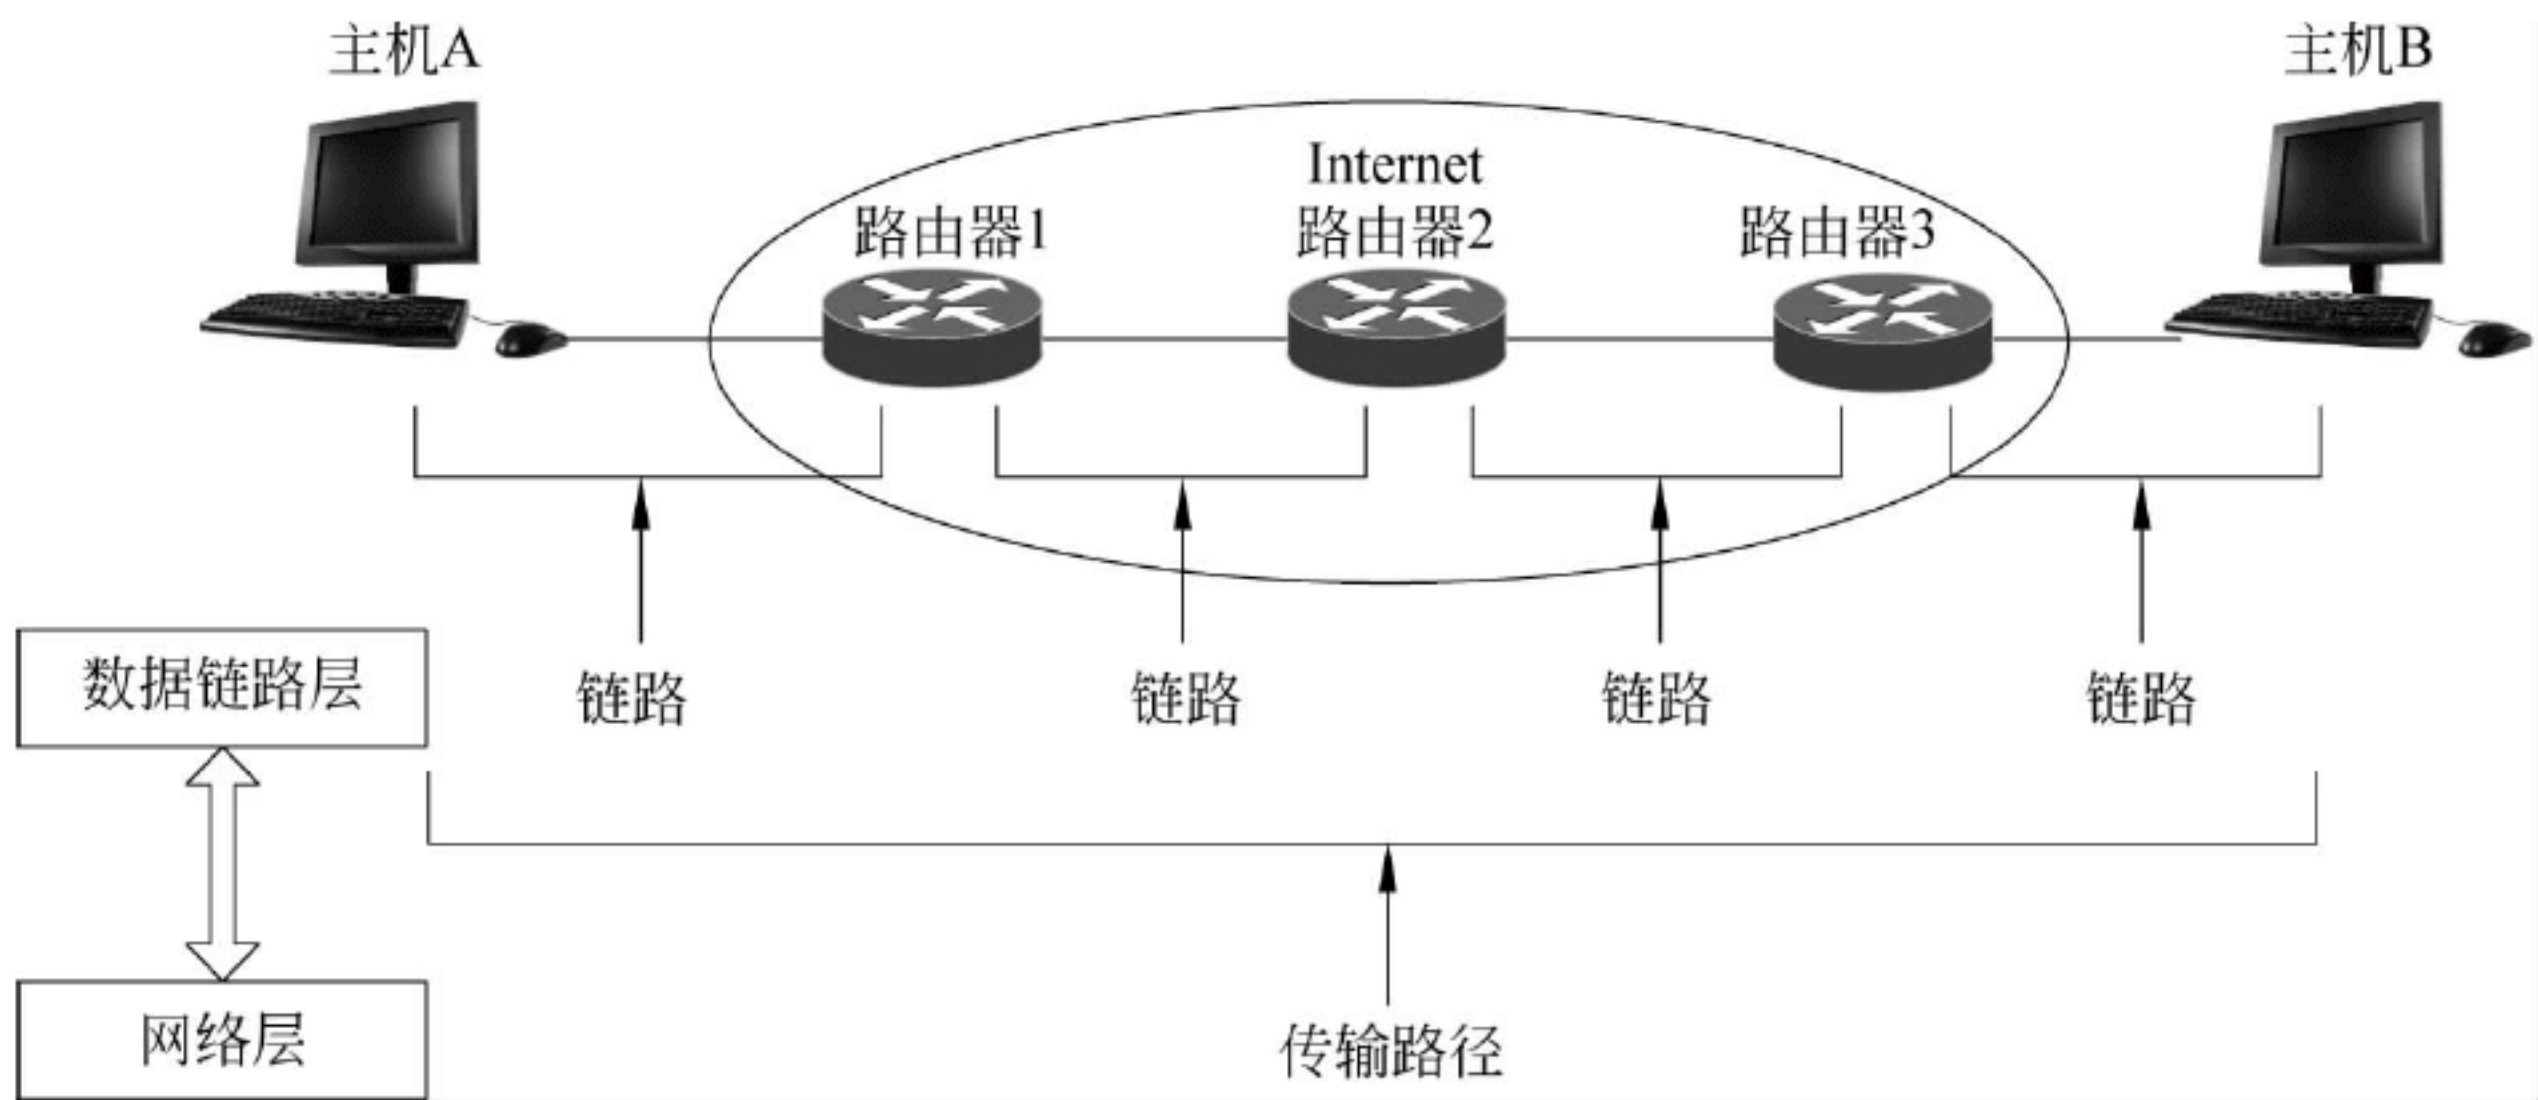 主机A
主机B
Internet
路由器1
路由器2
路由器3
数据链路层
链路
链路
链路
链路
网络层
传输路径